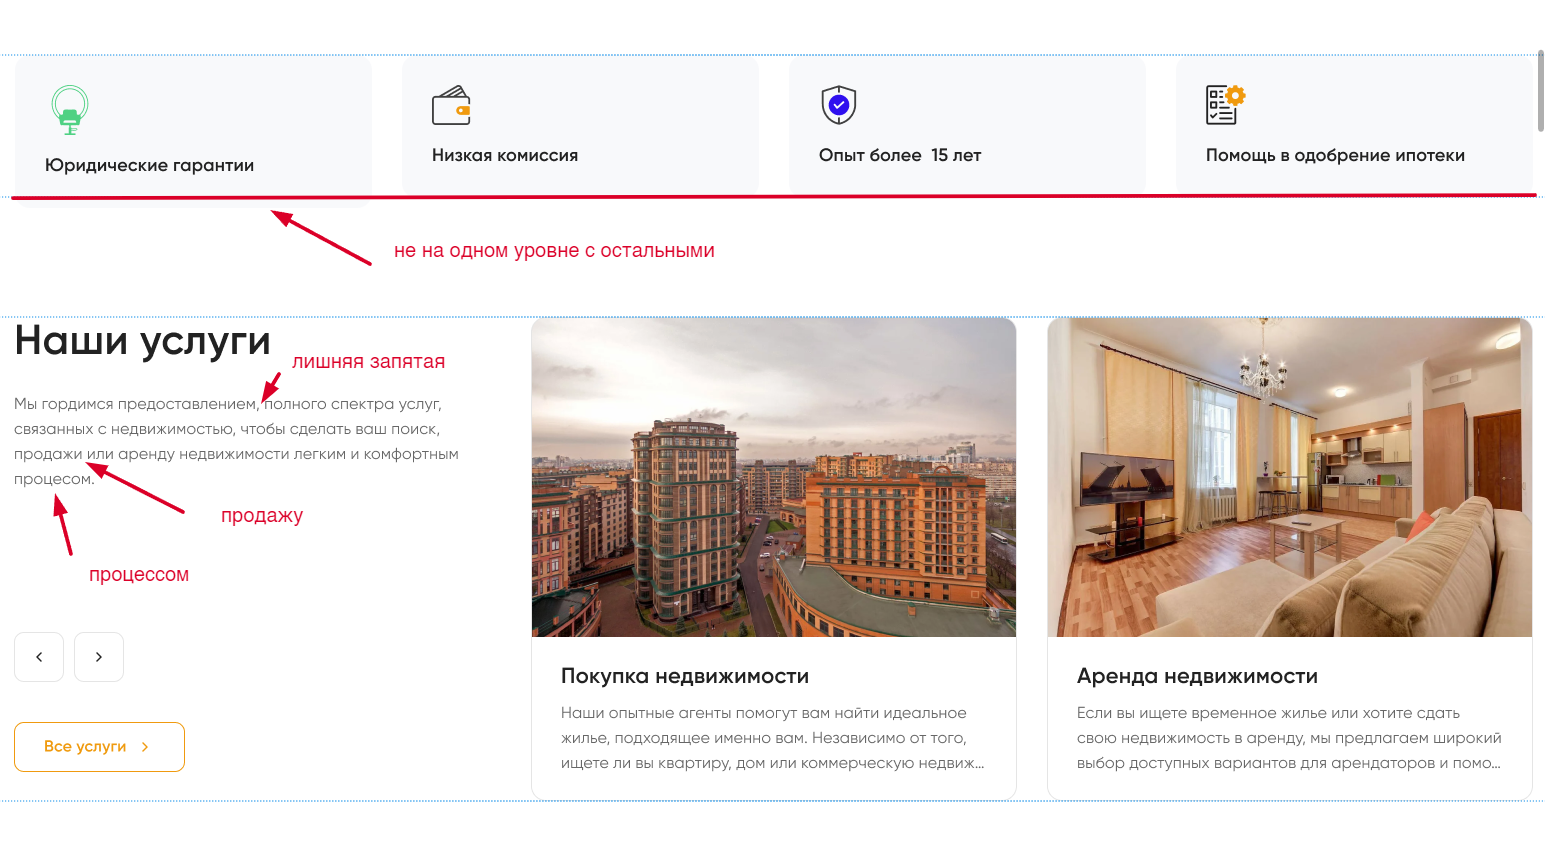 Юридические гарантии
Низкая комиссия
Опыт более  15 лет
Помощь в одобрение ипотеки
не на одном уровне с остальными
Наши услуги
лишняя запятая
Мы гордимся предоставлением, полного спектра услуг,
связанных с недвижимостью, чтобы сделать ваш поиск,
продажи или аренду недвижимости легким и комфортным
процесом.
продажу
процессом
Все услуги
Покупка недвижимости
Наши опытные агенты помогут вам найти идеальное
жилье, подходящее именно вам. Независимо от того,
ищете ли вы квартиру, дом или коммерческую недвиж...
Аренда недвижимости
Если вы ищете временное жилье или хотите сдать
свою недвижимость в аренду, мы предлагаем широкий
выбор доступных вариантов для арендаторов и помо...